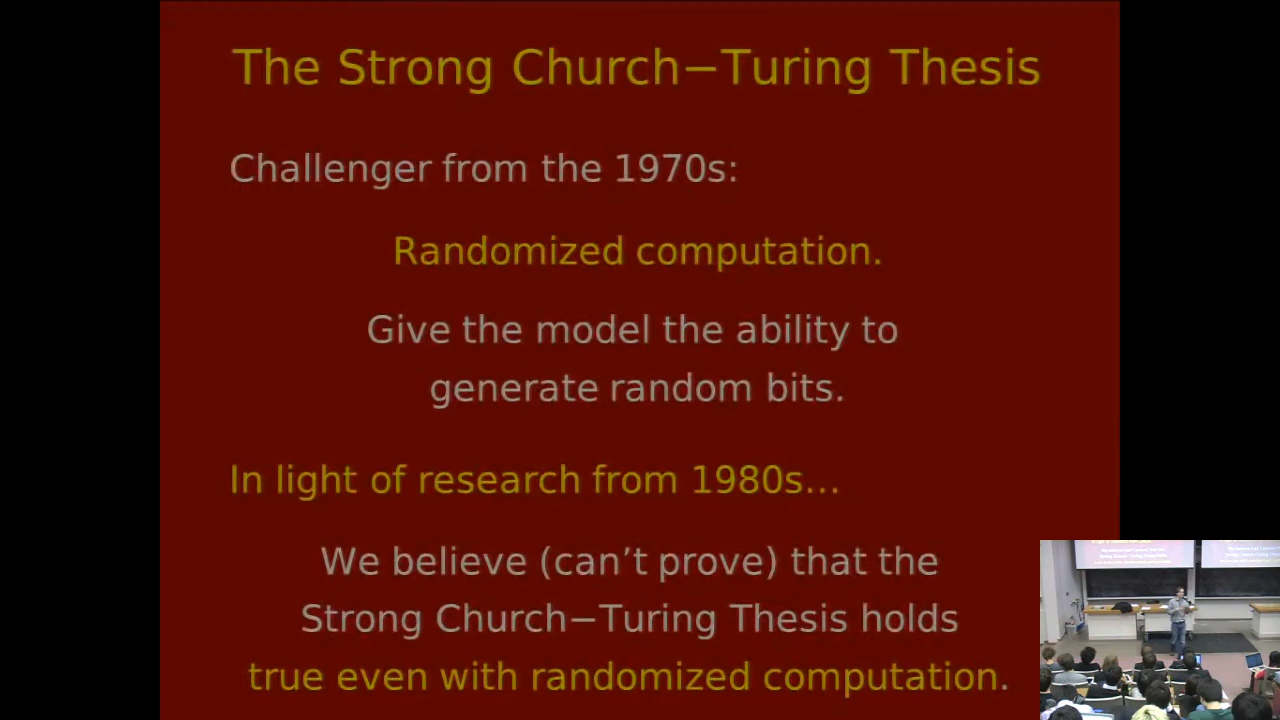 The Strong Church−Turing Thesis
Challenger from the 1970s:
Randomized computation.
Give the model the ability to
generate random bits.
In light of research from 1980s…
We believe (can’t prove) that the
Strong Church−Turing Thesis holds
true even with randomized computation.